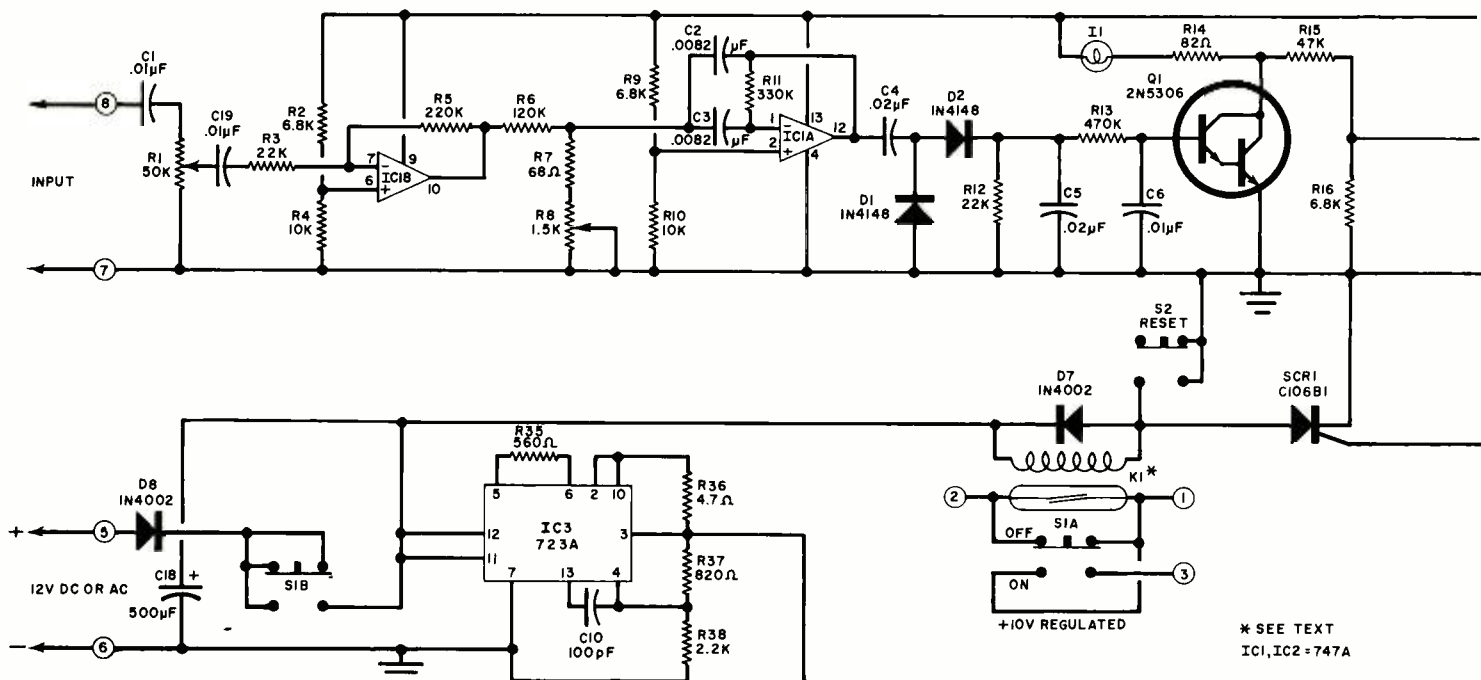 C1
.01µF
8
C19
.01µF
R1
50K
INPUT
7
R2
6.8K
R3
22K
R4
10K
R5
220K
7
-
9
6
+
IC1B
10
R6
120K
R7
68Ω
R8
1.5K
R9
6.8K
R10
10K
C2
.0082 µF
R11
330K
C3
.0082 µF
1
-
13
2
+
IC1A
12
4
C4
.02µF
D2
1N4148
D1
1N4148
R12
22K
R13
470K
C5
.02µF
C6
.01µF
I1
R14
82Ω
R15
47K
Q1
2N5306
R16
6.8K
S2
RESET
D7
1N4002
SCR1
C106B1
K1*
2
1
S1A
OFF
ON
3
+10V REGULATED
D8
1N4002
+
5
12V DC OR AC
C18
+
500µF
S1B
-
6
R35
560Ω
5
6
2
10
IC3
723A
12
11
3
7
13
4
C10
100pF
R36
4.7Ω
R37
820Ω
R38
2.2K
* SEE TEXT
IC1, IC2 = 747A